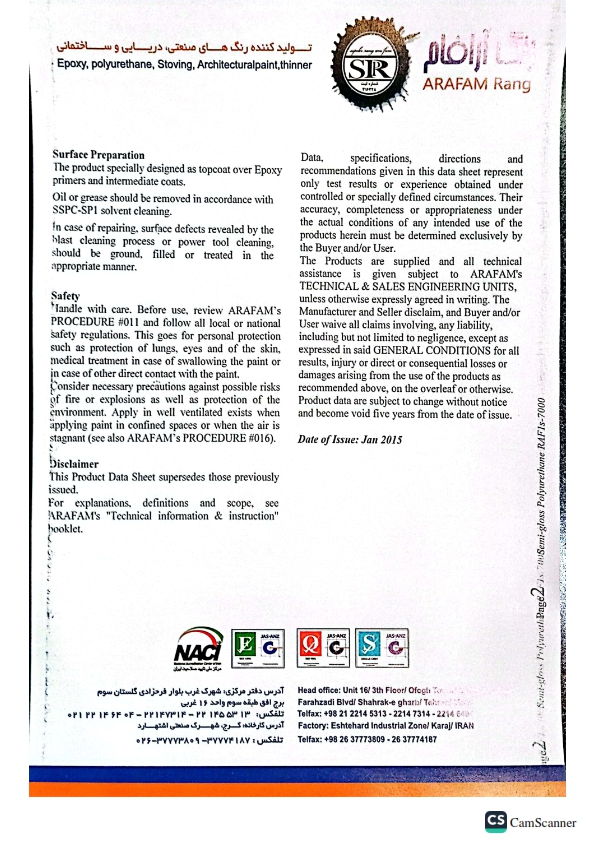 تـــولید کننده رنگ هـــای صنعتی، دریـــایی و ســـاختمانی
Epoxy, polyurethane, Stoving, Architecturalpaint,thinner
SPR
رنگ آرافام
ARAFAM Rang
Surface Preparation
The product specially designed as topcoat over Epoxy
primers and intermediate coats.
Oil or grease should be removed in accordance with
SSPC-SP1 solvent cleaning.
In case of repairing, surface defects revealed by the
blast cleaning process or power tool cleaning,
should be ground, filled or treated in the
appropriate manner.
Safety
Handle with care. Before use, review ARAFAM's
PROCEDURE #011 and follow all local or national
safety regulations. This goes for personal protection
such as protection of lungs, eyes and of the skin,
medical treatment in case of swallowing the paint or
in case of other direct contact with the paint.
Consider necessary precautions against possible risks
of fire or explosions as well as protection of the
environment. Apply in well ventilated exists when
applying paint in confined spaces or when the air is
stagnant (see also ARAFAM's PROCEDURE #016).
Disclaimer
This Product Data Sheet supersedes those previously
issued.
For explanations, definitions and scope, see
ARAFAM's "Technical information & instruction"
booklet.
Data, specifications, directions and
recommendations given in this data sheet represent
only test results or experience obtained under
controlled or specially defined circumstances. Their
accuracy, completeness or appropriateness under
the actual conditions of any intended use of the
products herein must be determined exclusively by
the Buyer and/or User.
The Products are supplied and all technical
assistance is given subject to ARAFAM's
TECHNICAL & SALES ENGINEERING UNITS,
unless otherwise expressly agreed in writing. The
Manufacturer and Seller disclaim, and Buyer and/or
User waive all claims involving, any liability,
including but not limited to negligence, except as
expressed in said GENERAL CONDITIONS for all
results, injury or direct or consequential losses or
damages arising from the use of the products as
recommended above, on the overleaf or otherwise.
Product data are subject to change without notice
and become void five years from the date of issue.
Date of Issue: Jan 2015
Semi-gloss Polyurethane RAF1s-7000
Page2
NACI
JAS-ANZ
JAS-ANZ
JAS-ANZ
آدرس دفتر مرکزی: شهرک غرب بلوار فرحزادی گلستان سوم
برج افق طبقه سوم واحد ۱۶ غربی
تلفکس: ۱۳ ۵۳ ۱۴۵ ۲۲ – ۲۲۱۴۷۳۱۴ – ۰۴ ۶۴ ۱۴ ۲۲ ۰۲۱
آدرس کارخانه: کــرج، شهــرک صنعتی اشتهــارد
تلفکس: ۳۷۷۷۴۱۸۷ –۳۷۷۷۳۸۰۹–۰۲۶
Head office: Unit 16/ 3th Floor/ Ofogh
Farahzadi Blvd/ Shahrak-e gharb/
Telfax: +98 21 2214 5313 - 2214 7314 - 2214
Factory: Eshtehard Industrial Zone/ Karaj/ IRAN
Telfax: +98 26 37773809 - 26 37774187
CS CamScanner